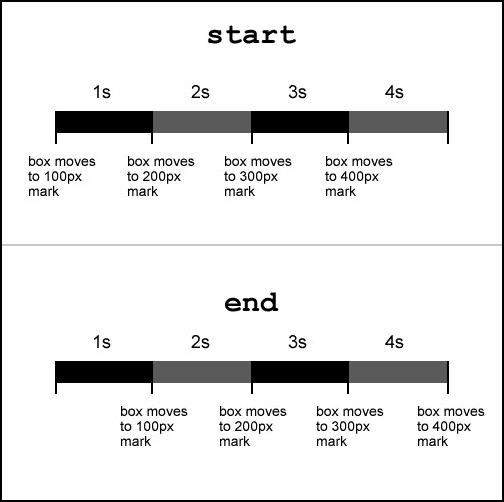 start
1s 2s 3s 4s
box moves
to 100px
mark
box moves
to 200px
mark
box moves
to 300px
mark
box moves
to 400px
mark
end
1s 2s 3s 4s
box moves
to 100px
mark
box moves
to 200px
mark
box moves
to 300px
mark
box moves
to 400px
mark